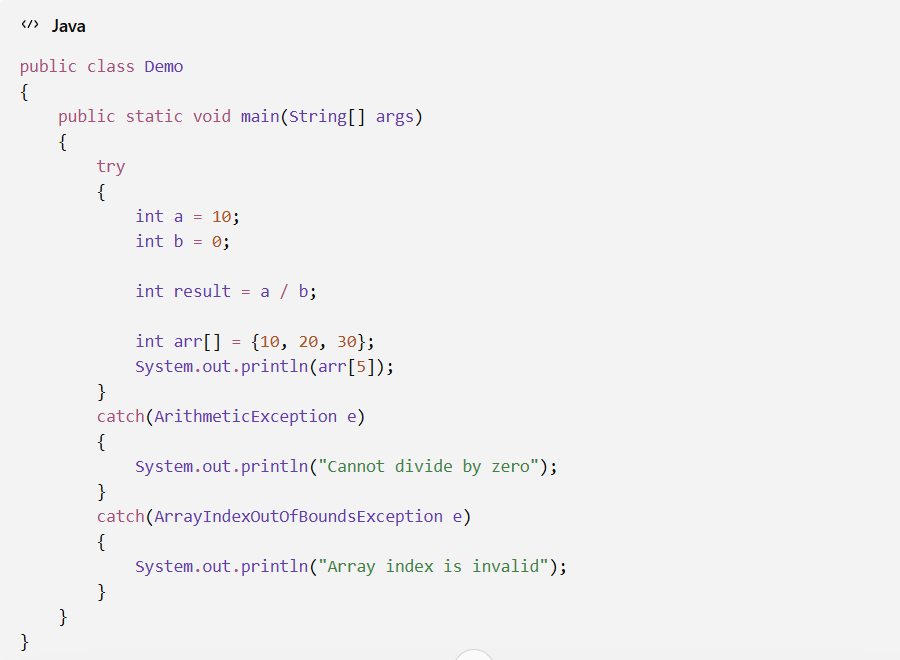 </> Java
public class Demo
{
    public static void main(String[] args)
    {
        try
        {
            int a = 10;
            int b = 0;

            int result = a / b;

            int arr[] = {10, 20, 30};
            System.out.println(arr[5]);
        }
        catch(ArithmeticException e)
        {
            System.out.println("Cannot divide by zero");
        }
        catch(ArrayIndexOutOfBoundsException e)
        {
            System.out.println("Array index is invalid");
        }
    }
}